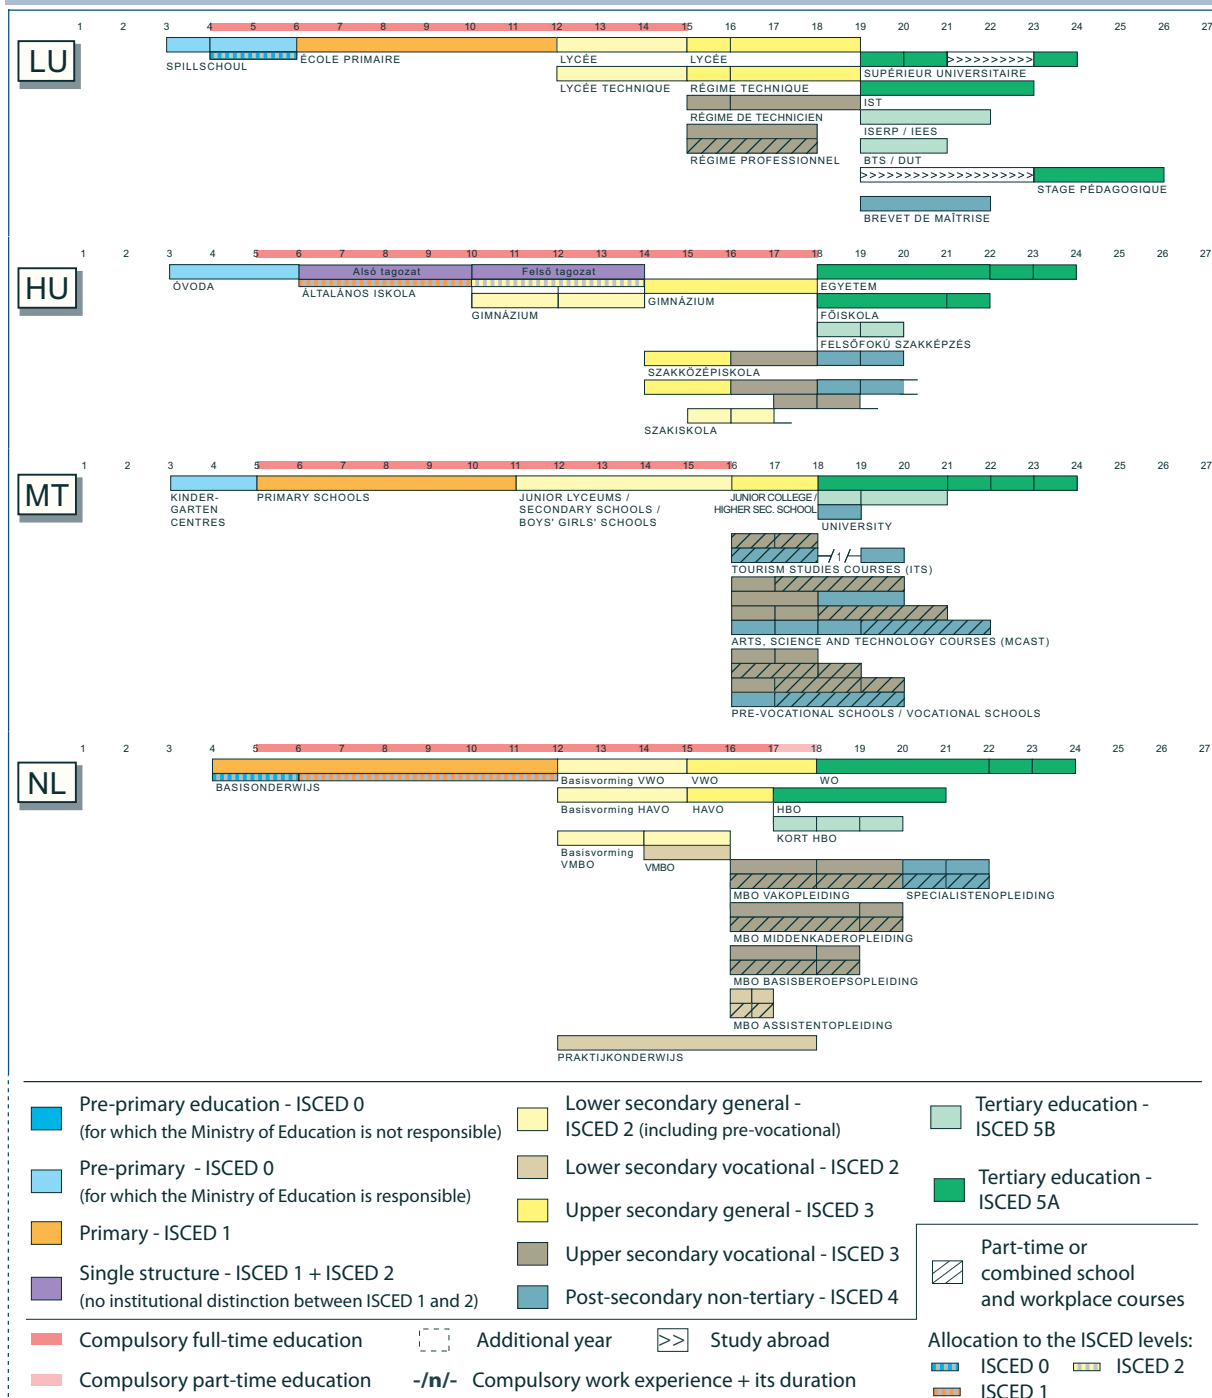 1 2 3 4 5 6 7 8 9 10 11 12 13 14 15 16 17 18 19 20 21 22 23 24 25 26 27
LU
SPILLSCHOUL
ÉCOLE PRIMAIRE
LYCÉE
LYCÉE
SUPÉRIEUR UNIVERSITAIRE
>>>>>>>>>>
LYCÉE TECHNIQUE
RÉGIME TECHNIQUE
IST
RÉGIME DE TECHNICIEN
ISERP / IEES
RÉGIME PROFESSIONNEL
BTS / DUT
>>>>>>>>>>>>>>>>>>>>
STAGE PÉDAGOGIQUE
BREVET DE MAÎTRISE
1 2 3 4 5 6 7 8 9 10 11 12 13 14 15 16 17 18 19 20 21 22 23 24 25 26 27
HU
Alsó tagozat
Felső tagozat
ÓVODA
ÁLTALÁNOS ISKOLA
GIMNÁZIUM
GIMNÁZIUM
EGYETEM
FŐISKOLA
FELSŐFOKÚ SZAKKÉPZÉS
SZAKKÖZÉPISKOLA
SZAKISKOLA
1 2 3 4 5 6 7 8 9 10 11 12 13 14 15 16 17 18 19 20 21 22 23 24 25 26 27
MT
KINDER-
GARTEN
CENTRES
PRIMARY SCHOOLS
JUNIOR LYCEUMS /
SECONDARY SCHOOLS /
BOYS' GIRLS' SCHOOLS
JUNIOR COLLEGE /
HIGHER SEC. SCHOOL
UNIVERSITY
-/1/-
TOURISM STUDIES COURSES (ITS)
ARTS, SCIENCE AND TECHNOLOGY COURSES (MCAST)
PRE-VOCATIONAL SCHOOLS / VOCATIONAL SCHOOLS
1 2 3 4 5 6 7 8 9 10 11 12 13 14 15 16 17 18 19 20 21 22 23 24 25 26 27
NL
BASISONDERWIJS
Basisvorming VWO
VWO
WO
Basisvorming HAVO
HAVO
HBO
KORT HBO
Basisvorming
VMBO
VMBO
MBO VAKOPLEIDING
SPECIALISTENOPLEIDING
MBO MIDDENKADEROPLEIDING
MBO BASISBEROEPSOPLEIDING
MBO ASSISTENTOPLEIDING
PRAKTIJKONDERWIJS
Pre-primary education - ISCED 0
(for which the Ministry of Education is not responsible)
Pre-primary - ISCED 0
(for which the Ministry of Education is responsible)
Primary - ISCED 1
Single structure - ISCED 1 + ISCED 2
(no institutional distinction between ISCED 1 and 2)
Lower secondary general -
ISCED 2 (including pre-vocational)
Lower secondary vocational - ISCED 2
Upper secondary general - ISCED 3
Upper secondary vocational - ISCED 3
Post-secondary non-tertiary - ISCED 4
Tertiary education -
ISCED 5B
Tertiary education -
ISCED 5A
Part-time or
combined school
and workplace courses
Compulsory full-time education
Additional year
>> Study abroad
Compulsory part-time education
-/n/- Compulsory work experience + its duration
Allocation to the ISCED levels:
ISCED 0
ISCED 2
ISCED 1